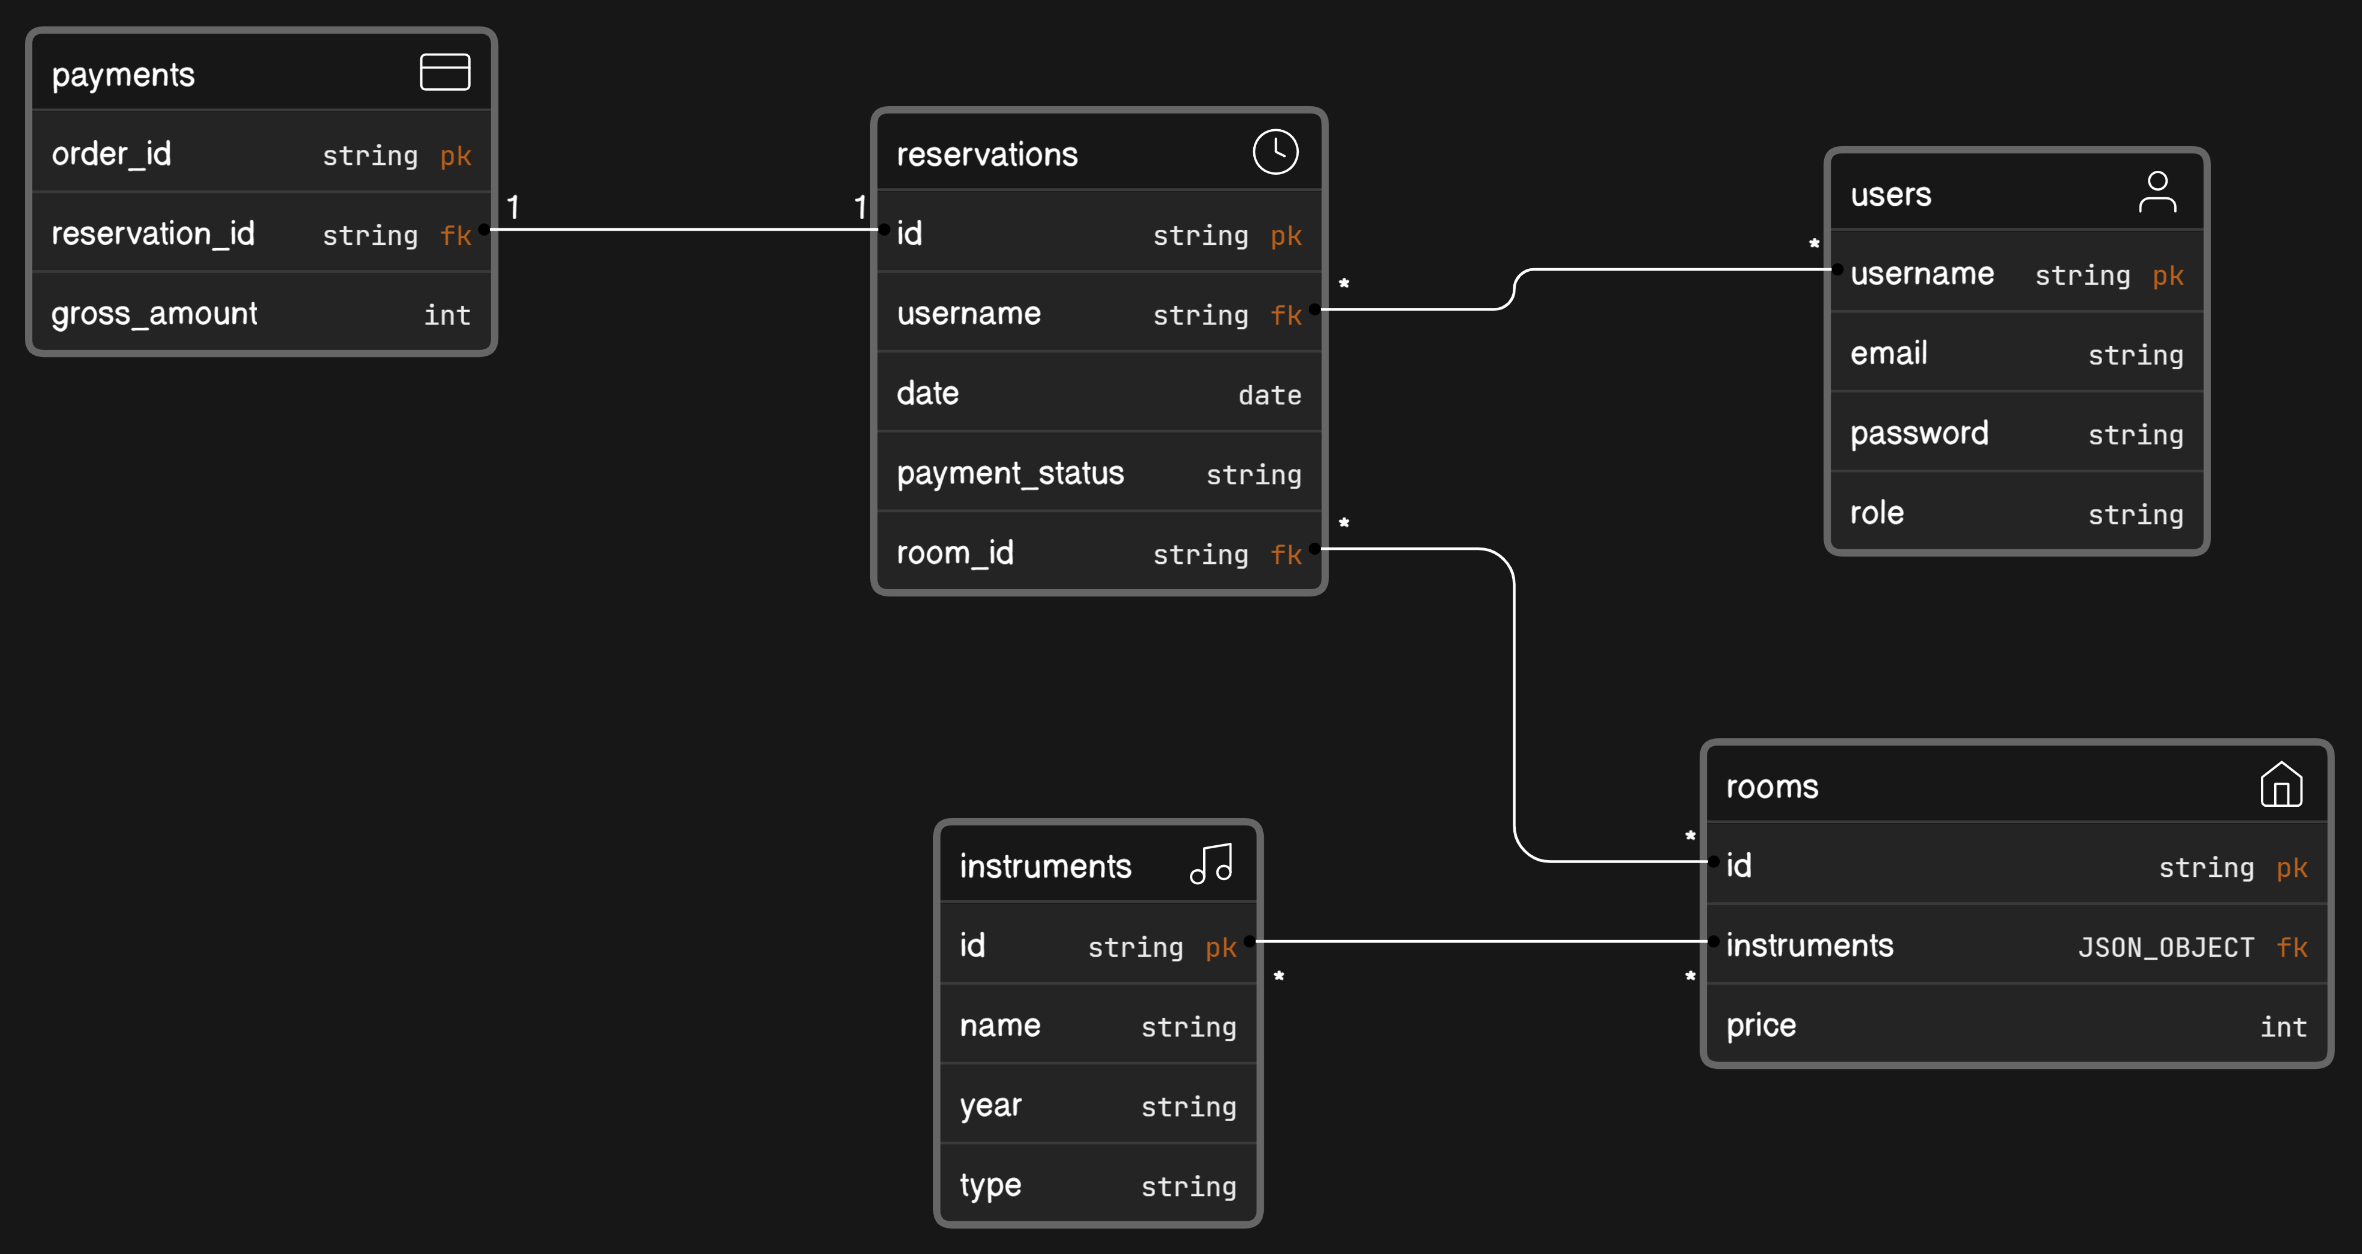 payments
order_id string pk
reservation_id string fk
gross_amount int
1
1
reservations
id string pk
username string fk
date date
payment_status string
room_id string fk
*
*
*
users
username string pk
email string
password string
role string
instruments
id string pk
name string
year string
type string
*
*
*
rooms
id string pk
instruments JSON_OBJECT fk
price int